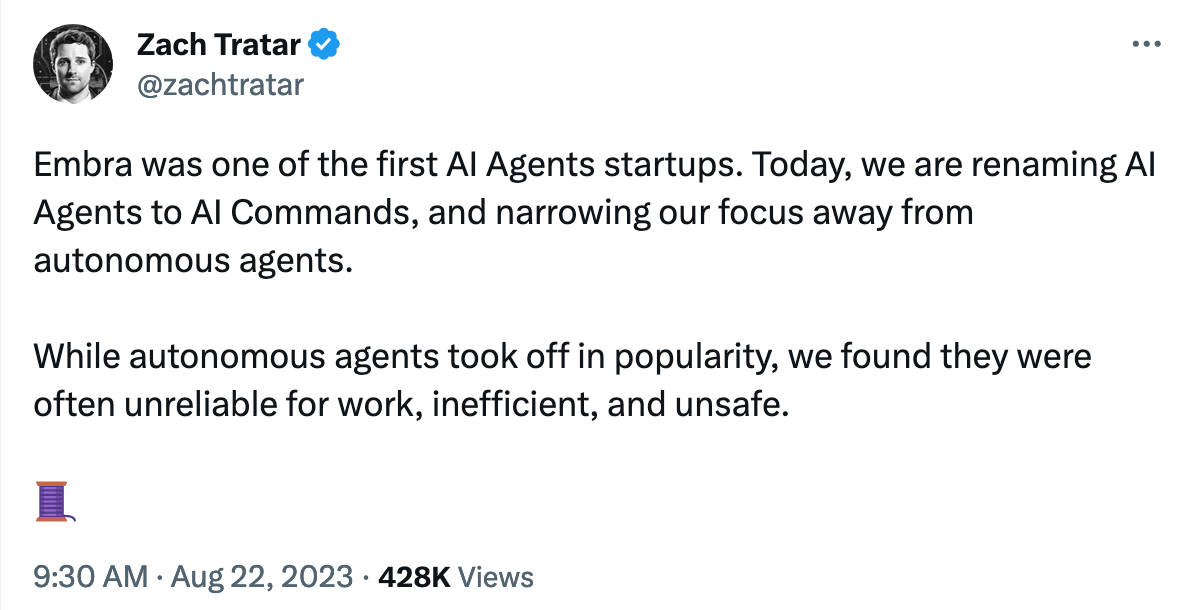 Zach Tratar
@zachtratar
Embra was one of the first AI Agents startups. Today, we are renaming AI
Agents to AI Commands, and narrowing our focus away from
autonomous agents.
While autonomous agents took off in popularity, we found they were
often unreliable for work, inefficient, and unsafe.
🧵
9:30 AM · Aug 22, 2023 · 428K Views